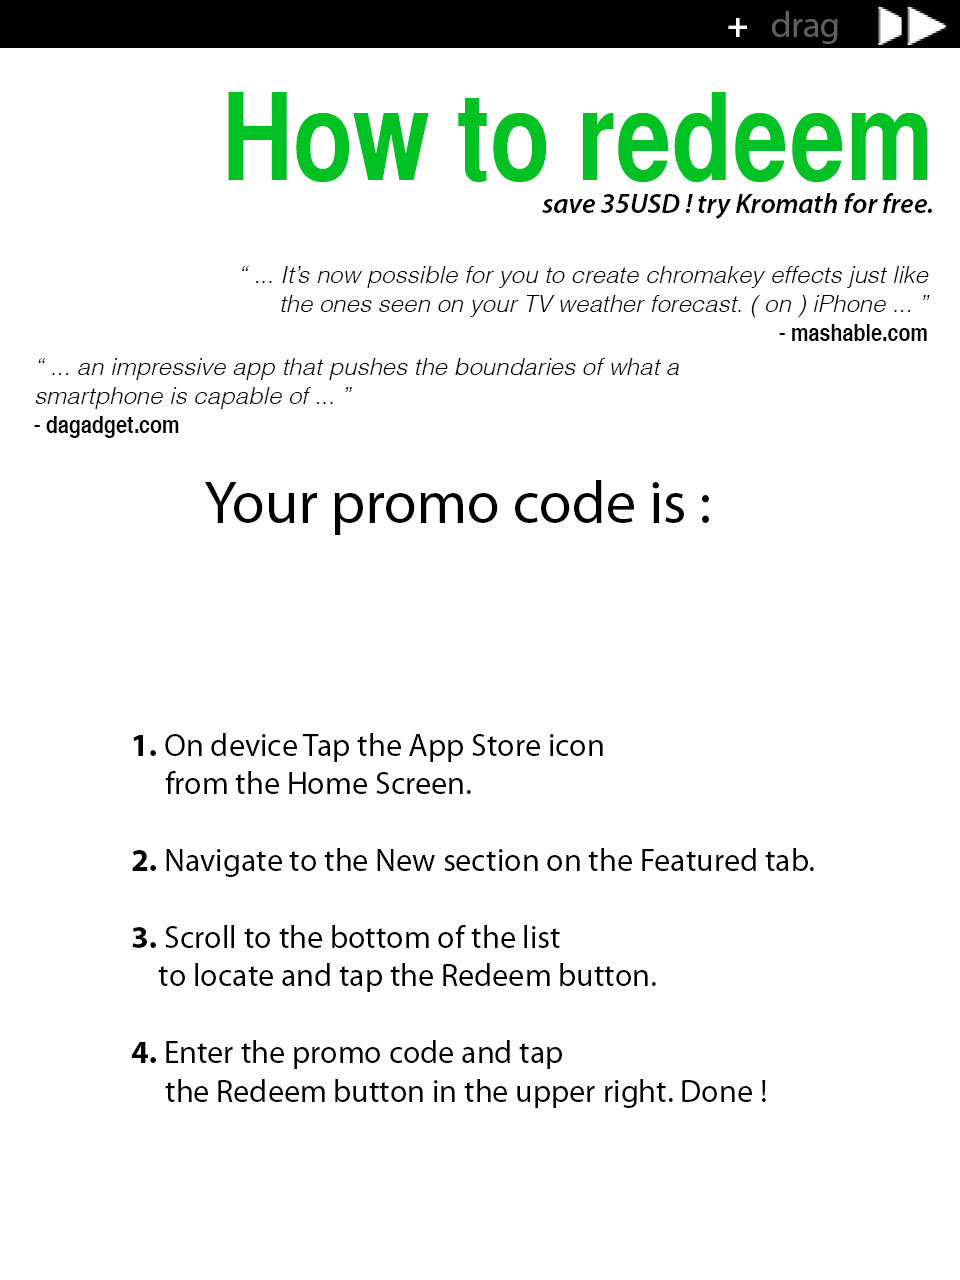 + drag
How to redeem
save 35USD ! try Kromath for free.
“ ... It’s now possible for you to create chromakey effects just like
the ones seen on your TV weather forecast. ( on ) iPhone ... ”
- mashable.com
“ ... an impressive app that pushes the boundaries of what a
smartphone is capable of ... ”
- dagadget.com
Your promo code is :
1. On device Tap the App Store icon
from the Home Screen.
2. Navigate to the New section on the Featured tab.
3. Scroll to the bottom of the list
to locate and tap the Redeem button.
4. Enter the promo code and tap
the Redeem button in the upper right. Done !